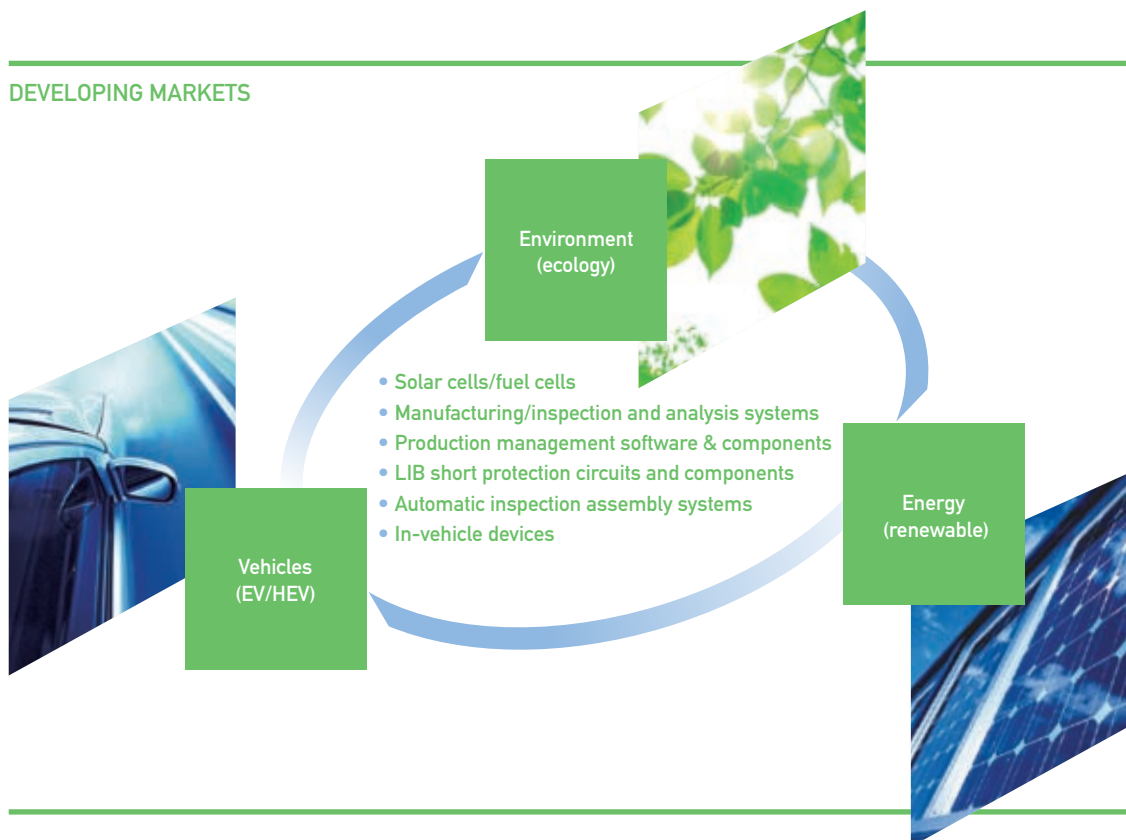 DEVELOPING MARKETS
Environment
(ecology)
• Solar cells/fuel cells
• Manufacturing/inspection and analysis systems
• Production management software & components
• LIB short protection circuits and components
• Automatic inspection assembly systems
• In-vehicle devices
Energy
(renewable)
Vehicles
(EV/HEV)